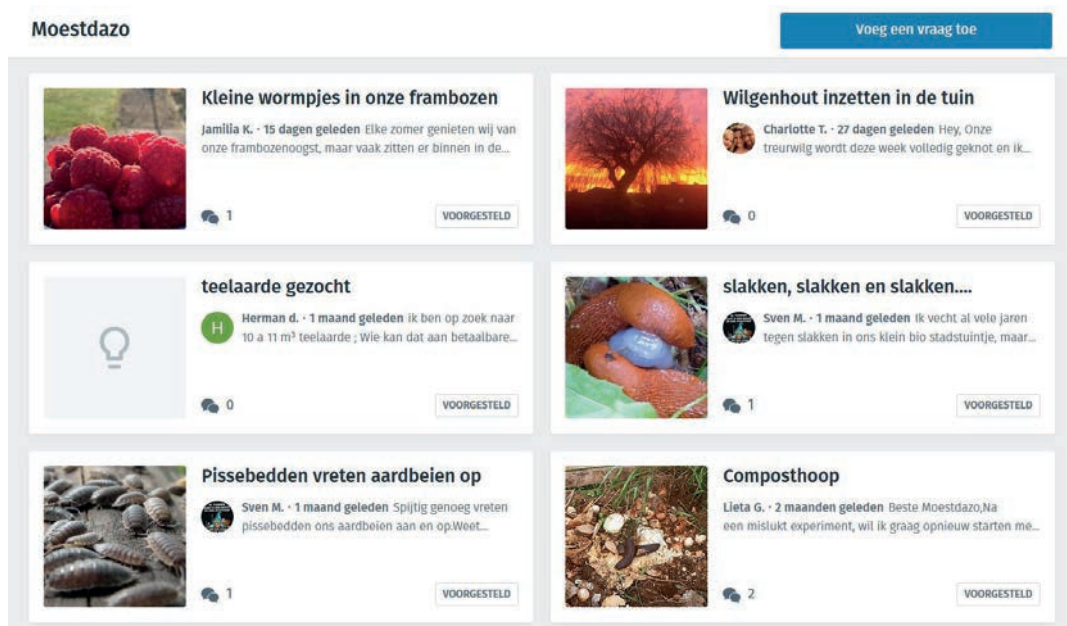 Moestdazo
Voeg een vraag toe
Kleine wormpjes in onze frambozen
Jamilia K. · 15 dagen geleden Elke zomer genieten wij van
onze frambozenoogst, maar vaak zitten er binnen in de...
1
VOORGESTELD
Wilgenhout inzetten in de tuin
Charlotte T. · 27 dagen geleden Hey, Onze
treurwilg wordt deze week volledig geknot en ik...
0
VOORGESTELD
teelaarde gezocht
H
Herman d. · 1 maand geleden ik ben op zoek naar
10 a 11 m³ teelaarde ; Wie kan dat aan betaalbare...
0
VOORGESTELD
slakken, slakken en slakken....
Sven M. · 1 maand geleden Ik vecht al vele jaren
tegen slakken in ons klein bio stadstuintje, maar...
1
VOORGESTELD
Pissebedden vreten aardbeien op
Sven M. · 1 maand geleden Spijtig genoeg vreten
pissebedden ons aardbeien aan en op.Weet...
1
VOORGESTELD
Composthoop
Lieta G. · 2 maanden geleden Beste Moestdazo,Na
een mislukt experiment, wil ik graag opnieuw starten me...
2
VOORGESTELD